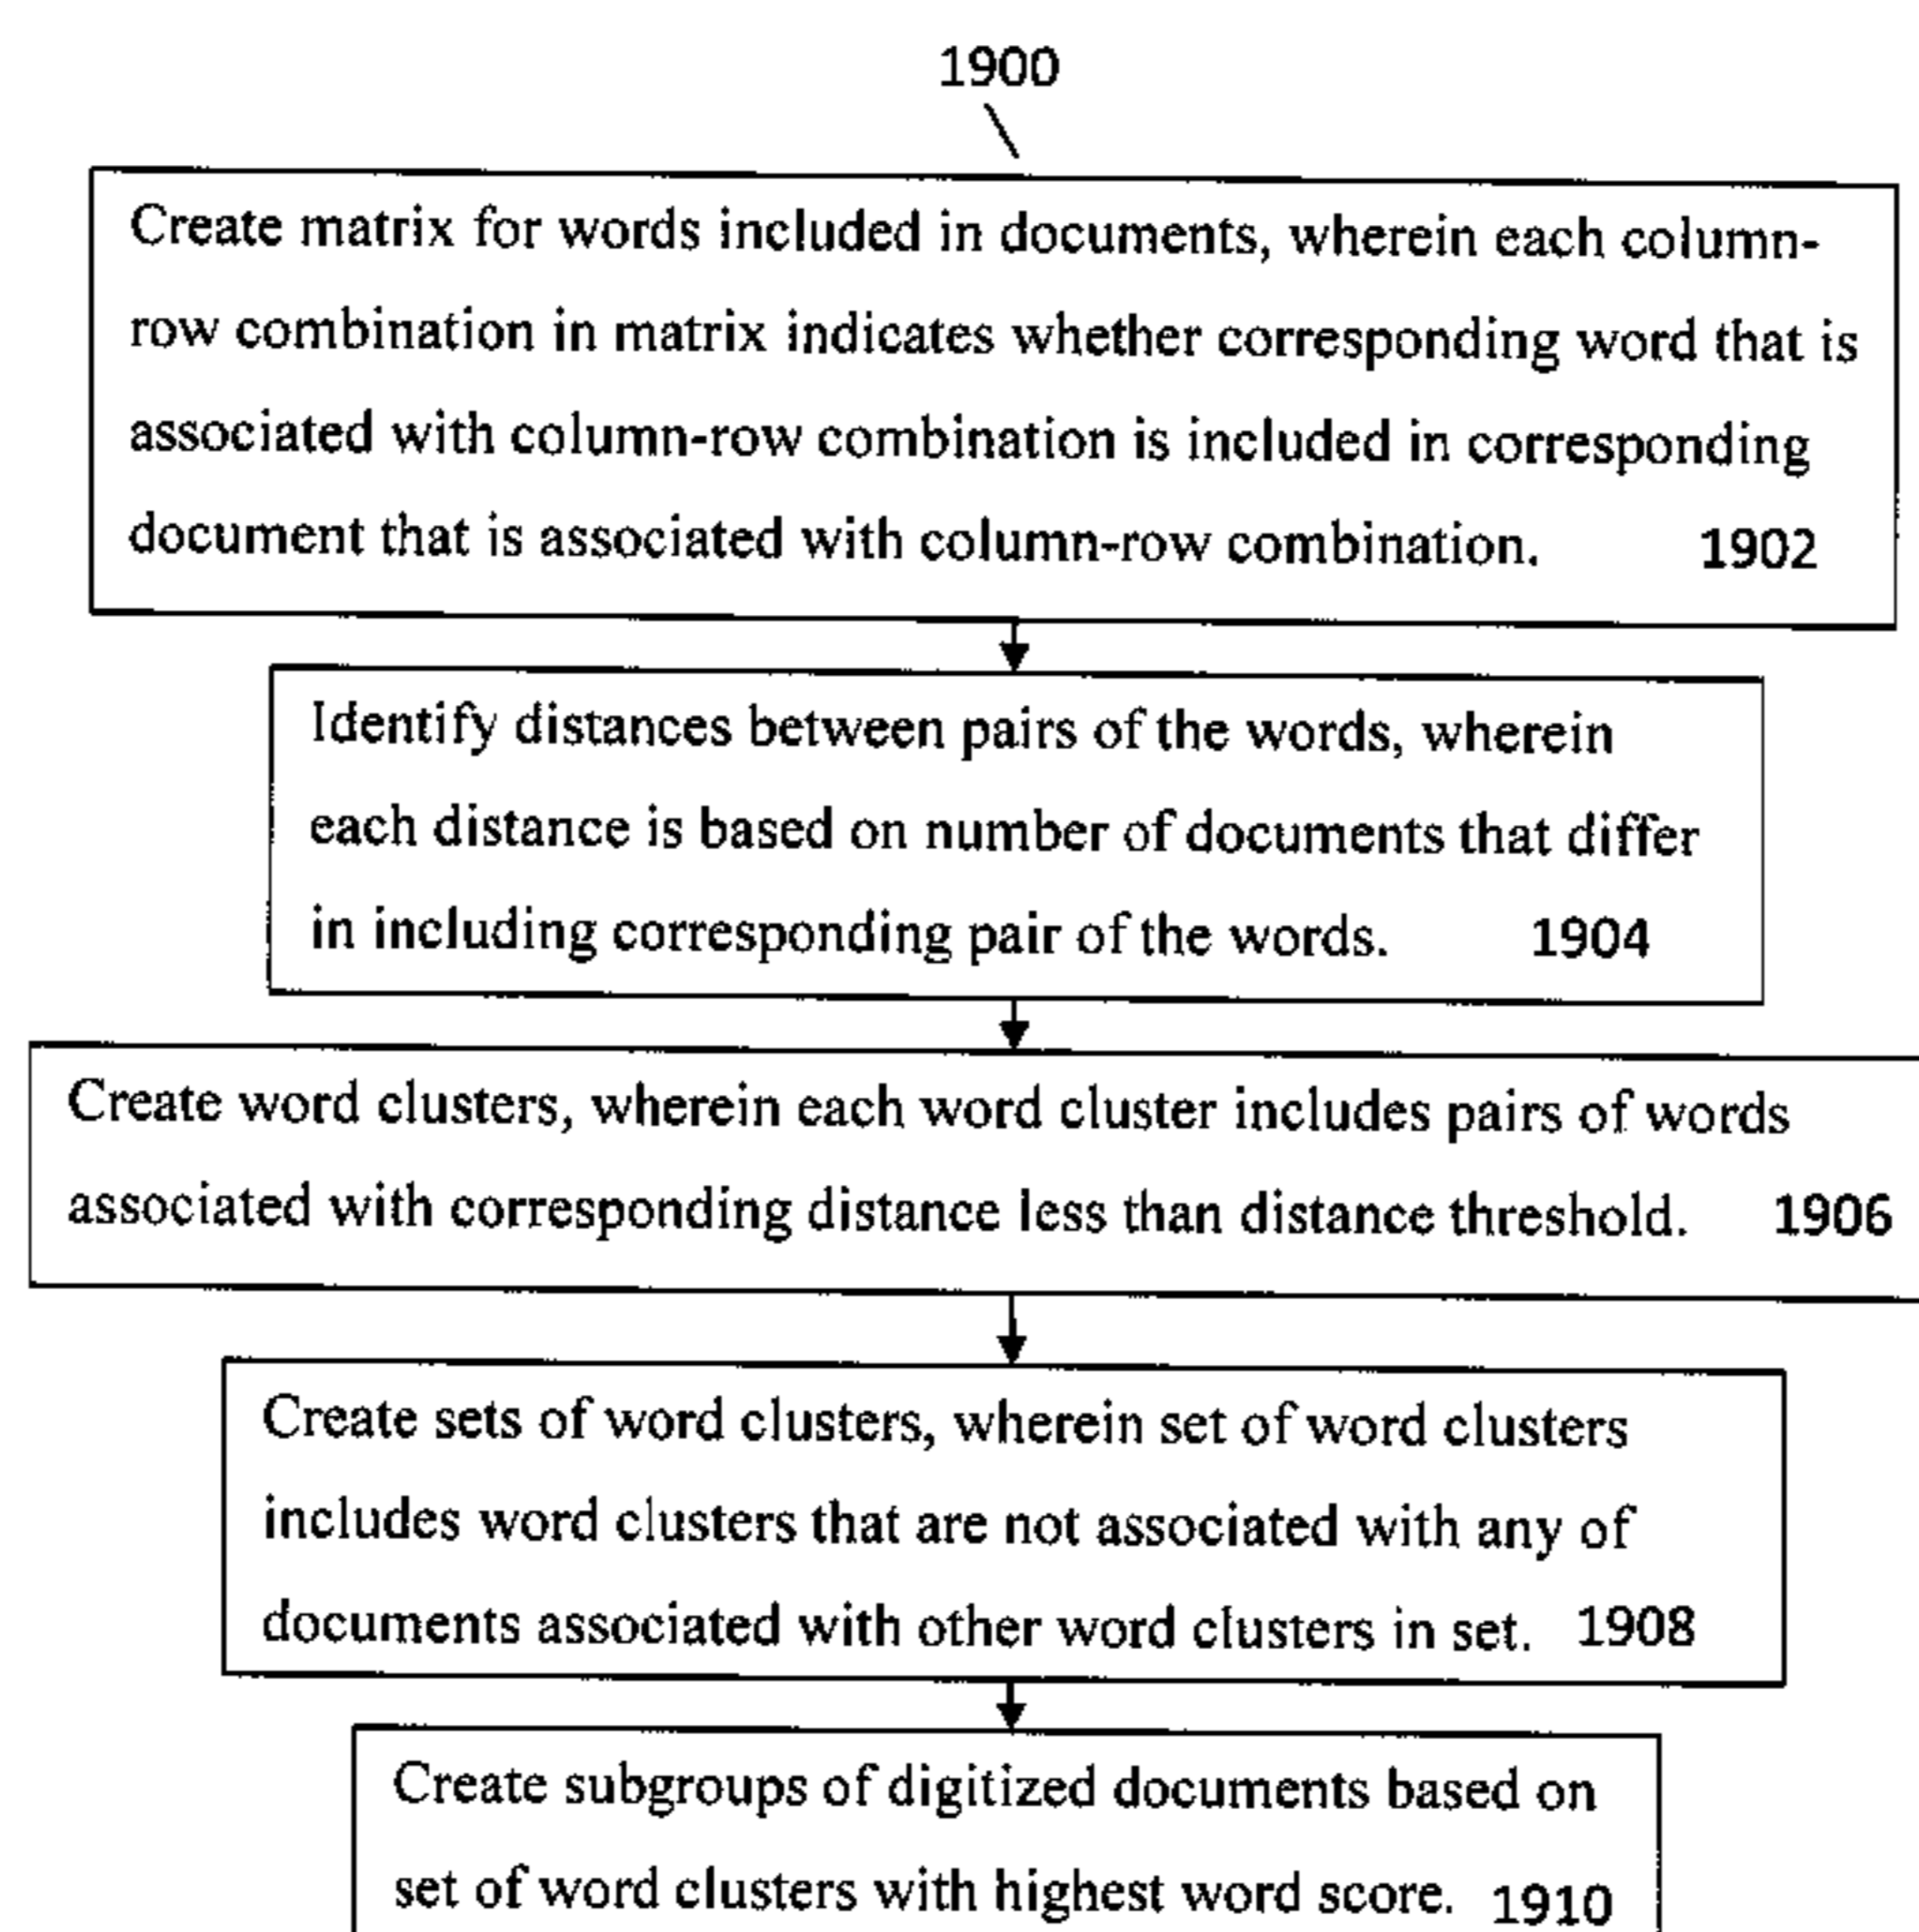 1900
Create matrix for words included in documents, wherein each column-
row combination in matrix indicates whether corresponding word that is
associated with column-row combination is included in corresponding
document that is associated with column-row combination. 1902
Identify distances between pairs of the words, wherein
each distance is based on number of documents that differ
in including corresponding pair of the words. 1904
Create word clusters, wherein each word cluster includes pairs of words
associated with corresponding distance less than distance threshold. 1906
Create sets of word clusters, wherein set of word clusters
includes word clusters that are not associated with any of
documents associated with other word clusters in set. 1908
Create subgroups of digitized documents based on
set of word clusters with highest word score. 1910